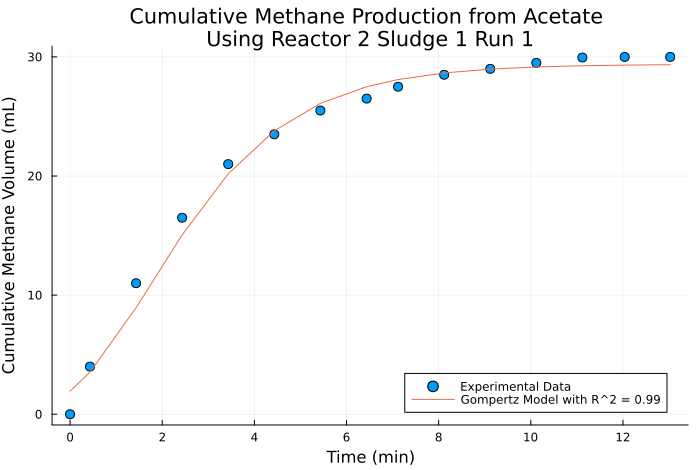 Cumulative Methane Production from Acetate
Using Reactor 2 Sludge 1 Run 1
Cumulative Methane Volume (mL)
30
20
10
0
0 2 4 6 8 10 12
Time (min)
Experimental Data
Gompertz Model with R^2 = 0.99